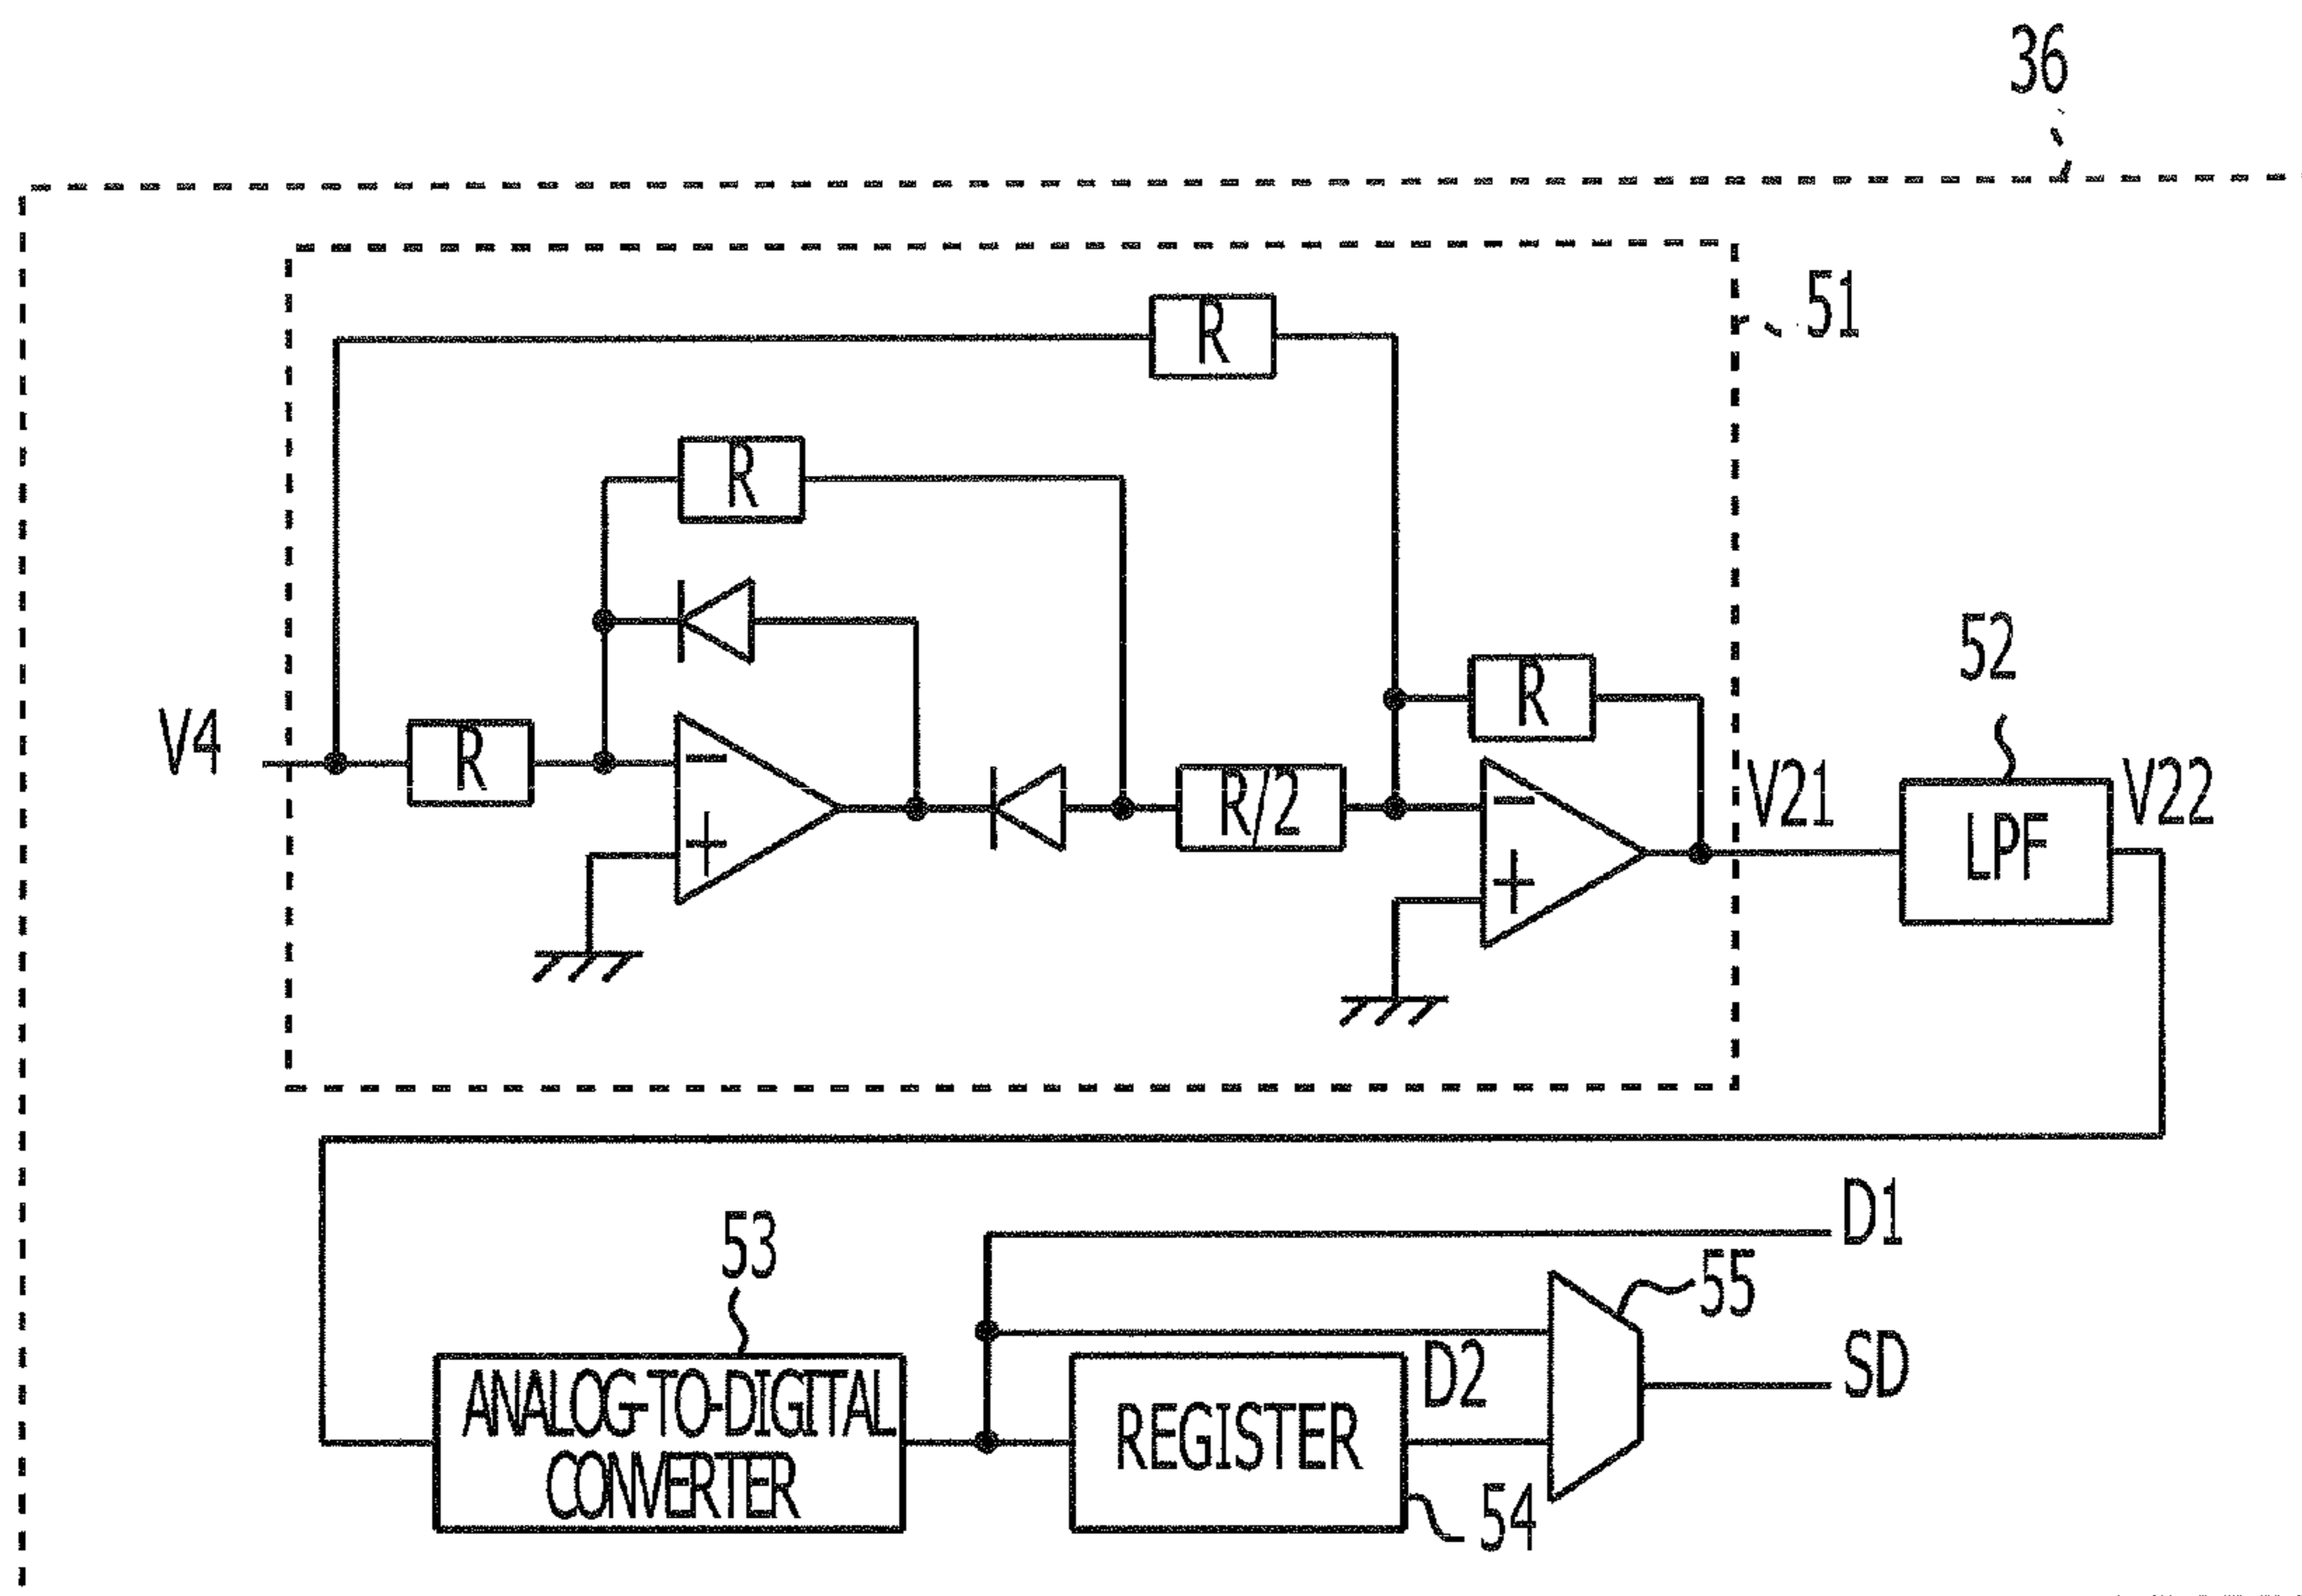 36
51
R
R
52
R
V4
R
V21
V22
R/2
LPF
−
+
−
+
D1
53
55
D2
SD
ANALOG-TO-DIGITAL
CONVERTER
REGISTER
54